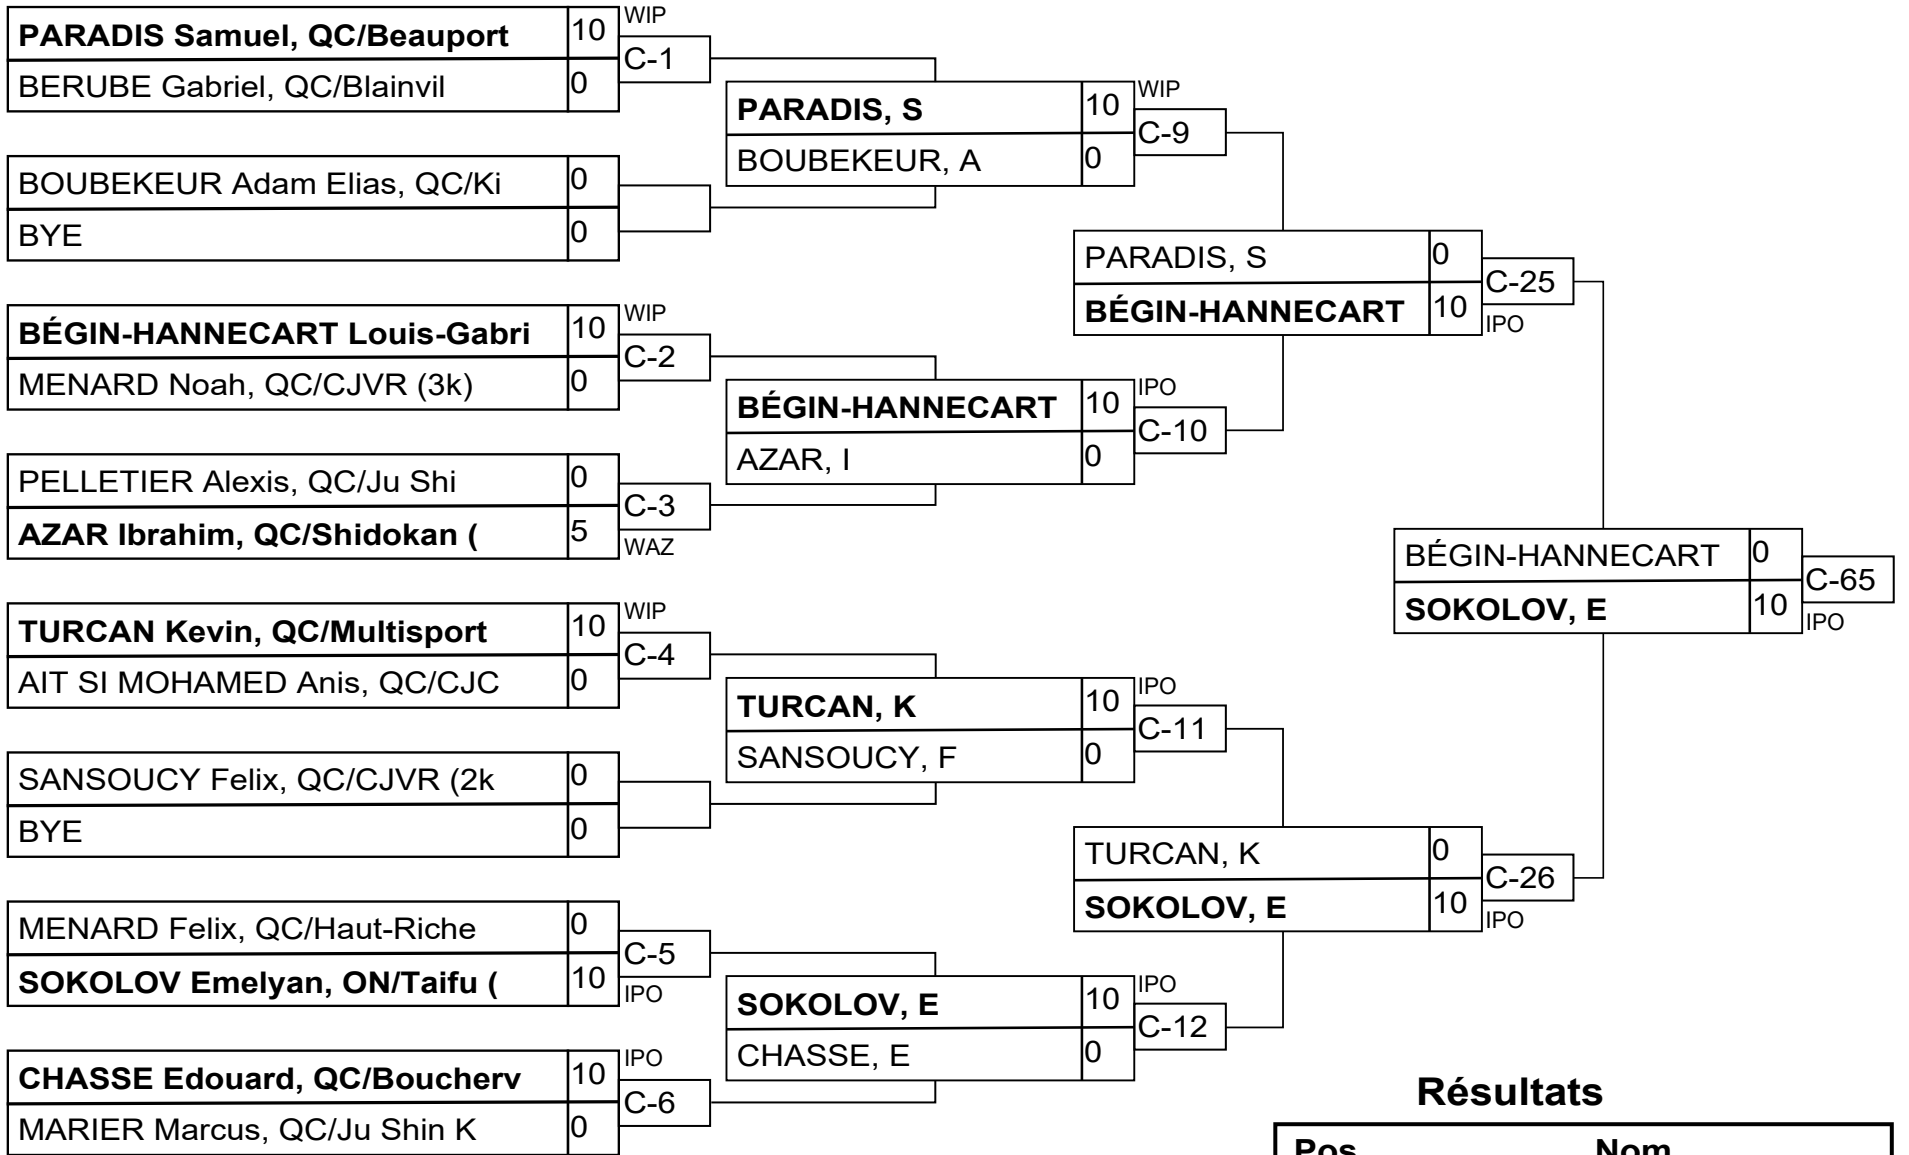 PARADIS Samuel, QC/Beauport 10 WIP
BERUBE Gabriel, QC/Blainvil 0
C-1
BOUBEKEUR Adam Elias, QC/Ki 0
BYE 0
BÉGIN-HANNECART Louis-Gabri 10 WIP
MENARD Noah, QC/CJVR (3k) 0
C-2
PELLETIER Alexis, QC/Ju Shi 0
AZAR Ibrahim, QC/Shidokan ( 5 WAZ
C-3
TURCAN Kevin, QC/Multisport 10 WIP
AIT SI MOHAMED Anis, QC/CJC 0
C-4
SANSOUCY Felix, QC/CJVR (2k 0
BYE 0
MENARD Felix, QC/Haut-Riche 0
SOKOLOV Emelyan, ON/Taifu ( 10 IPO
C-5
CHASSE Edouard, QC/Boucherv 10 IPO
MARIER Marcus, QC/Ju Shin K 0
C-6
PARADIS, S 10 WIP
BOUBEKEUR, A 0
C-9
BÉGIN-HANNECART 10 IPO
AZAR, I 0
C-10
TURCAN, K 10 IPO
SANSOUCY, F 0
C-11
SOKOLOV, E 10 IPO
CHASSE, E 0
C-12
PARADIS, S 0
BÉGIN-HANNECART 10 IPO
C-25
TURCAN, K 0
SOKOLOV, E 10 IPO
C-26
BÉGIN-HANNECART 0
SOKOLOV, E 10 IPO
C-65
Résultats
Pos Nom